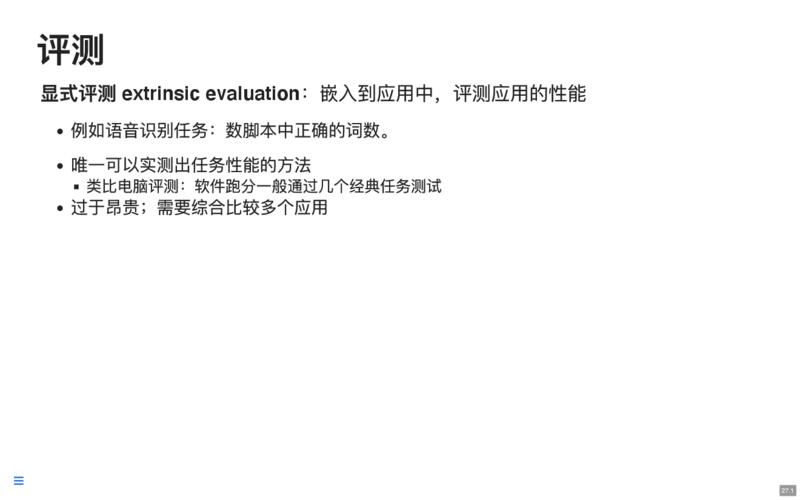 评测
显式评测 extrinsic evaluation：嵌入到应用中，评测应用的性能
• 例如语音识别任务：数脚本中正确的词数。
• 唯一可以实测出任务性能的方法
▪ 类比电脑评测：软件跑分一般通过几个经典任务测试
• 过于昂贵；需要综合比较多个应用
27.1